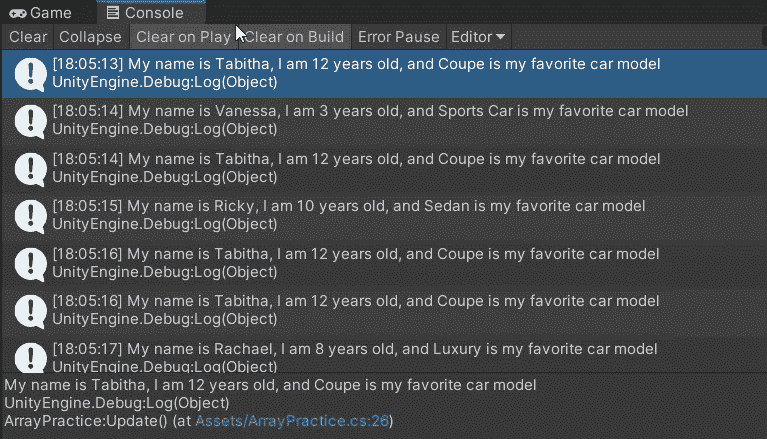 Game Console
Clear Collapse Clear on Play Clear on Build Error Pause Editor
[18:05:13] My name is Tabitha, I am 12 years old, and Coupe is my favorite car model
UnityEngine.Debug:Log(Object)
[18:05:14] My name is Vanessa, I am 3 years old, and Sports Car is my favorite car model
UnityEngine.Debug:Log(Object)
[18:05:14] My name is Tabitha, I am 12 years old, and Coupe is my favorite car model
UnityEngine.Debug:Log(Object)
[18:05:15] My name is Ricky, I am 10 years old, and Sedan is my favorite car model
UnityEngine.Debug:Log(Object)
[18:05:16] My name is Tabitha, I am 12 years old, and Coupe is my favorite car model
UnityEngine.Debug:Log(Object)
[18:05:16] My name is Tabitha, I am 12 years old, and Coupe is my favorite car model
UnityEngine.Debug:Log(Object)
[18:05:17] My name is Rachael, I am 8 years old, and Luxury is my favorite car model
UnityEngine.Debug:Log(Object)
My name is Tabitha, I am 12 years old, and Coupe is my favorite car model
UnityEngine.Debug:Log(Object)
ArrayPractice:Update() (at Assets/ArrayPractice.cs:26)